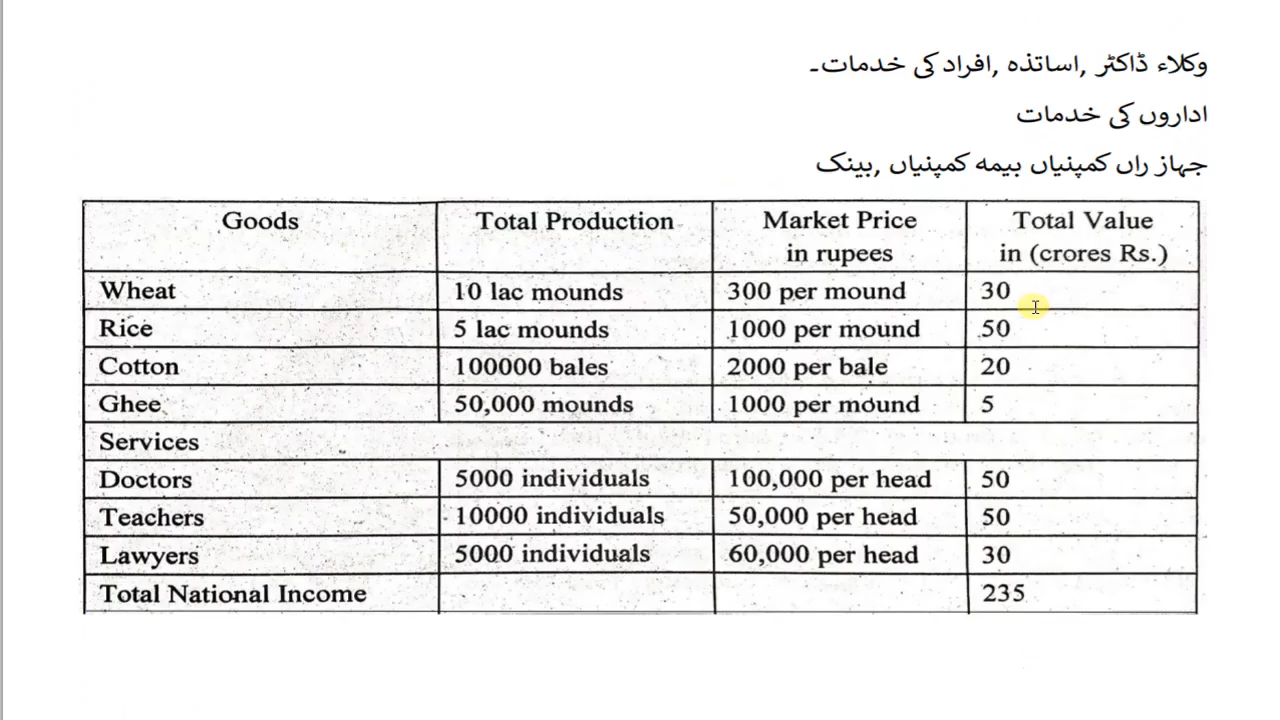 وکلاء ڈاکٹر ,اساتذہ ,افراد کی خدمات۔
اداروں کی خدمات
جہاز راں کمپنیاں بیمہ کمپنیاں ,بینک
Goods Total Production Market Price in rupees Total Value in (crores Rs.)
Wheat 10 lac mounds 300 per mound 30
Rice 5 lac mounds 1000 per mound 50
Cotton 100000 bales 2000 per bale 20
Ghee 50,000 mounds 1000 per mound 5
Services
Doctors 5000 individuals 100,000 per head 50
Teachers 10000 individuals 50,000 per head 50
Lawyers 5000 individuals 60,000 per head 30
Total National Income 235